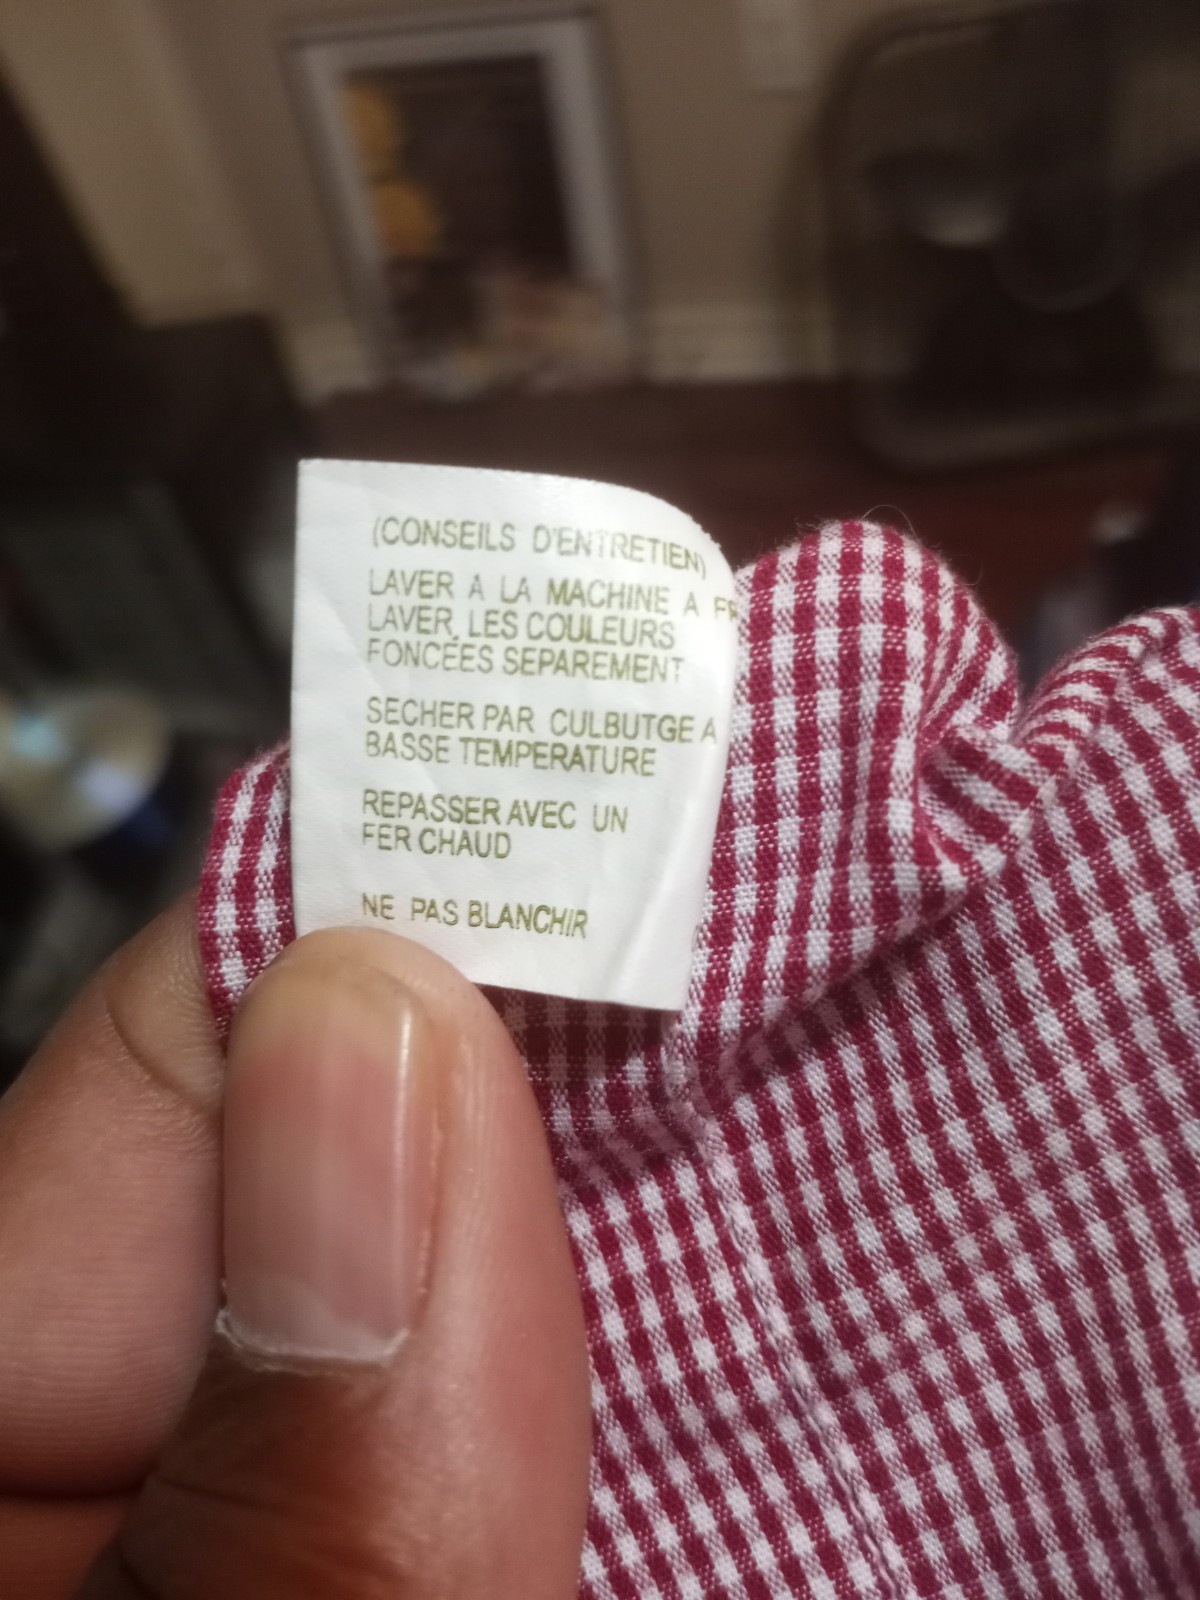 (CONSEILS D'ENTRETIEN)
LAVER A LA MACHINE A
LAVER LES COULEURS
FONCÉES SEPAREMENT
SECHER PAR CULBUTGE A
BASSE TEMPERATURE
REPASSER AVEC UN
FER CHAUD
NE PAS BLANCHIR